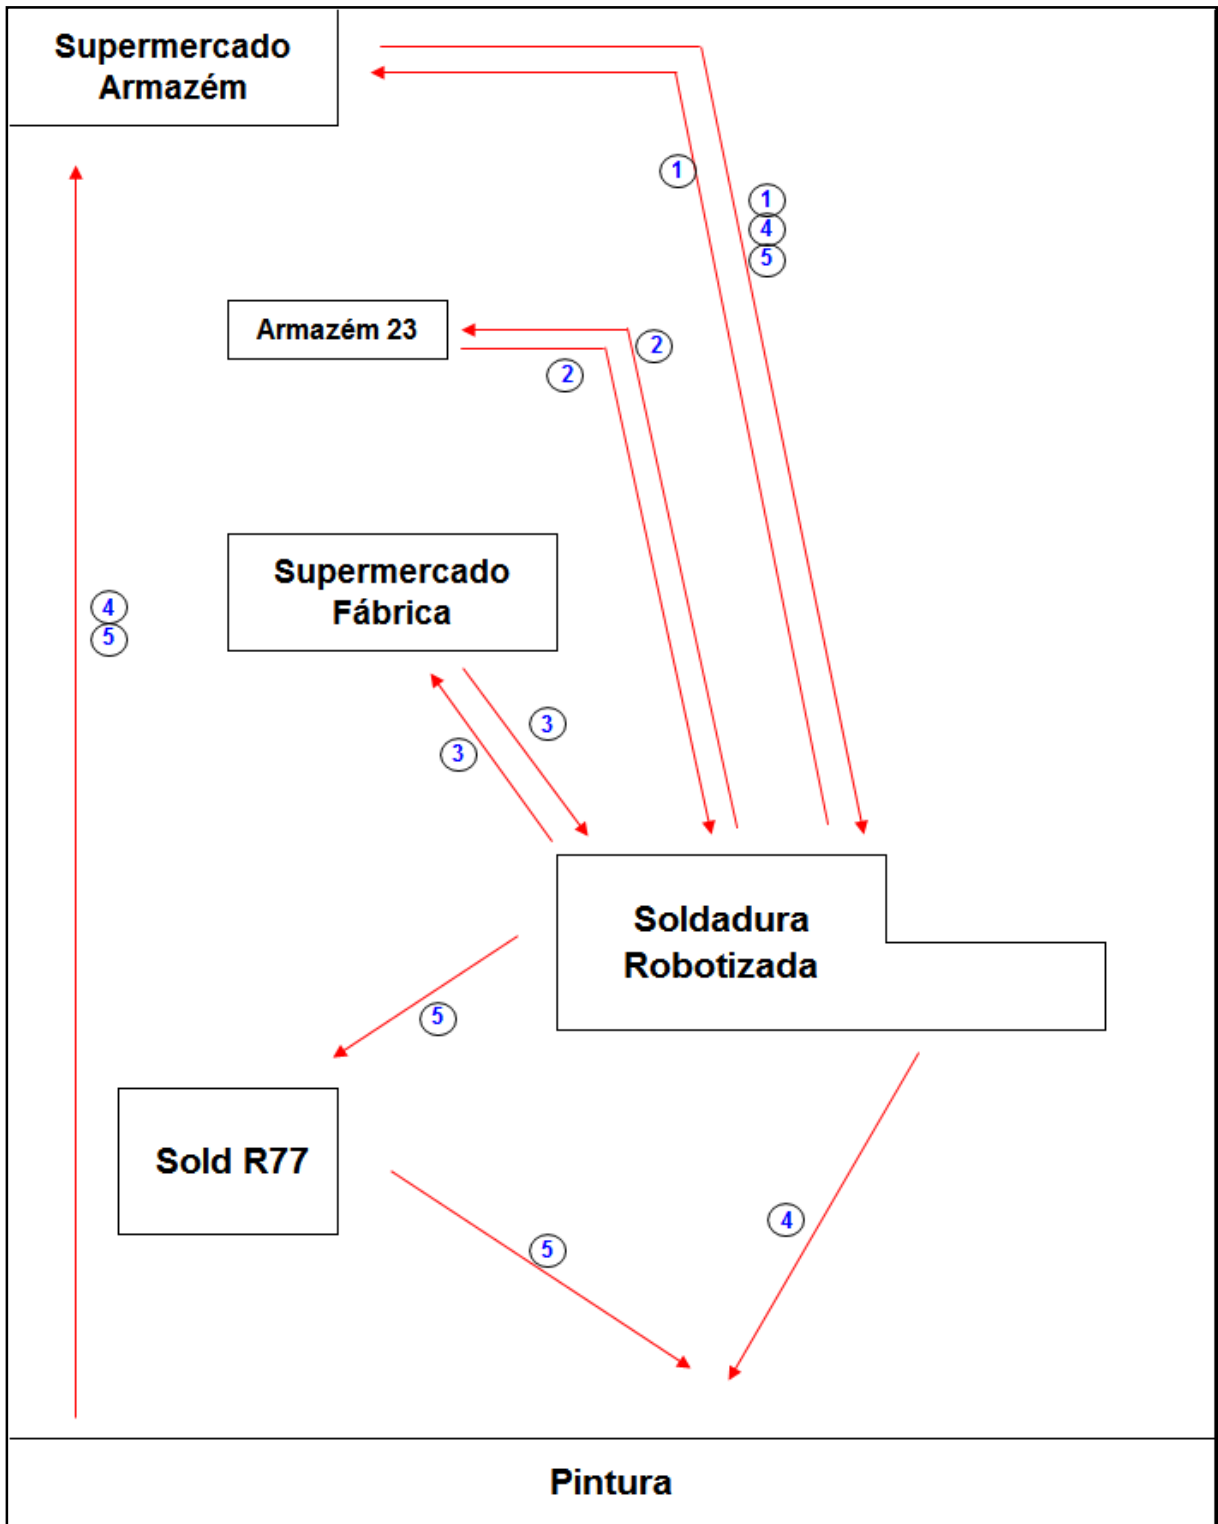 Supermercado
Armazém
1
1
4
5
Armazém 23
2
2
Supermercado
Fábrica
4
5
3
3
Soldadura
Robotizada
5
Sold R77
4
5
Pintura